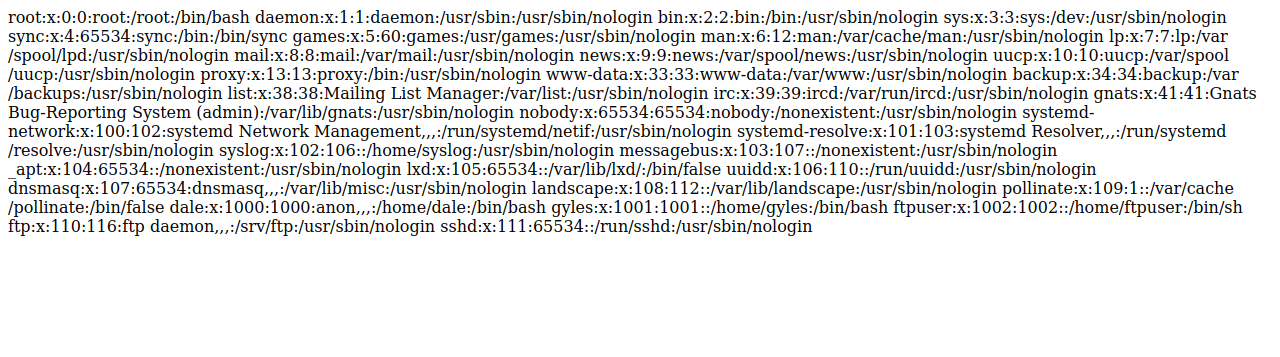 root:x:0:0:root:/root:/bin/bash daemon:x:1:1:daemon:/usr/sbin:/usr/sbin/nologin bin:x:2:2:bin:/bin:/usr/sbin/nologin sys:x:3:3:sys:/dev:/usr/sbin/nologin
sync:x:4:65534:sync:/bin:/bin/sync games:x:5:60:games:/usr/games:/usr/sbin/nologin man:x:6:12:man:/var/cache/man:/usr/sbin/nologin lp:x:7:7:lp:/var
/spool/lpd:/usr/sbin/nologin mail:x:8:8:mail:/var/mail:/usr/sbin/nologin news:x:9:9:news:/var/spool/news:/usr/sbin/nologin uucp:x:10:10:uucp:/var/spool
/uucp:/usr/sbin/nologin proxy:x:13:13:proxy:/bin:/usr/sbin/nologin www-data:x:33:33:www-data:/var/www:/usr/sbin/nologin backup:x:34:34:backup:/var
/backups:/usr/sbin/nologin list:x:38:38:Mailing List Manager:/var/list:/usr/sbin/nologin irc:x:39:39:ircd:/var/run/ircd:/usr/sbin/nologin gnats:x:41:41:Gnats
Bug-Reporting System (admin):/var/lib/gnats:/usr/sbin/nologin nobody:x:65534:65534:nobody:/nonexistent:/usr/sbin/nologin systemd-
network:x:100:102:systemd Network Management,,,:/run/systemd/netif:/usr/sbin/nologin systemd-resolve:x:101:103:systemd Resolver,,,:/run/systemd
/resolve:/usr/sbin/nologin syslog:x:102:106::/home/syslog:/usr/sbin/nologin messagebus:x:103:107::/nonexistent:/usr/sbin/nologin
_apt:x:104:65534::/nonexistent:/usr/sbin/nologin lxd:x:105:65534::/var/lib/lxd/:/bin/false uuidd:x:106:110::/run/uuidd:/usr/sbin/nologin
dnsmasq:x:107:65534:dnsmasq,,,:/var/lib/misc:/usr/sbin/nologin landscape:x:108:112::/var/lib/landscape:/usr/sbin/nologin pollinate:x:109:1::/var/cache
/pollinate:/bin/false dale:x:1000:1000:anon,,,:/home/dale:/bin/bash gyles:x:1001:1001::/home/gyles:/bin/bash ftpuser:x:1002:1002::/home/ftpuser:/bin/sh
ftp:x:110:116:ftp daemon,,,:/srv/ftp:/usr/sbin/nologin sshd:x:111:65534::/run/sshd:/usr/sbin/nologin